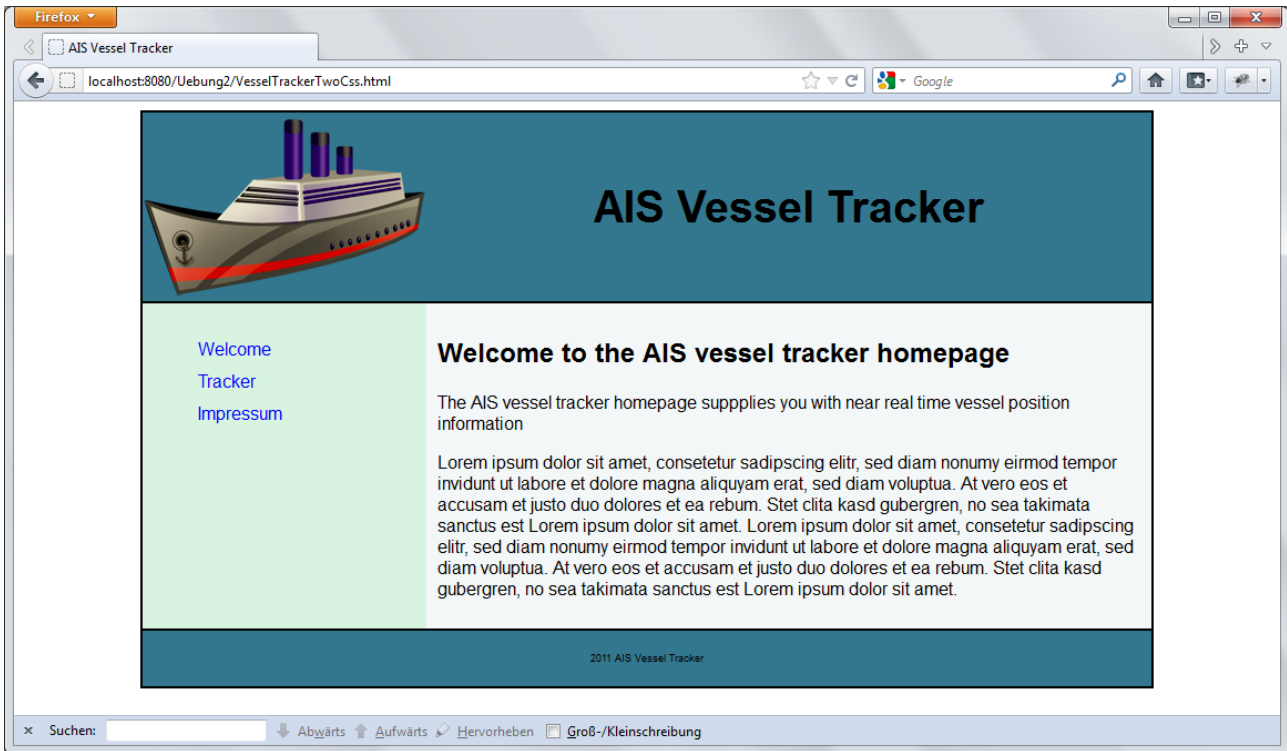 Firefox
AIS Vessel Tracker
localhost:8080/Uebung2/VesselTrackerTwoCss.html
Google
AIS Vessel Tracker
Welcome
Tracker
Impressum
Welcome to the AIS vessel tracker homepage
The AIS vessel tracker homepage suppplies you with near real time vessel position
information
Lorem ipsum dolor sit amet, consetetur sadipscing elitr, sed diam nonumy eirmod tempor
invidunt ut labore et dolore magna aliquyam erat, sed diam voluptua. At vero eos et
accusam et justo duo dolores et ea rebum. Stet clita kasd gubergren, no sea takimata
sanctus est Lorem ipsum dolor sit amet. Lorem ipsum dolor sit amet, consetetur sadipscing
elitr, sed diam nonumy eirmod tempor invidunt ut labore et dolore magna aliquyam erat, sed
diam voluptua. At vero eos et accusam et justo duo dolores et ea rebum. Stet clita kasd
gubergren, no sea takimata sanctus est Lorem ipsum dolor sit amet.
2011 AIS Vessel Tracker
Suchen: Abwärts Aufwärts Hervorheben Groß-/Kleinschreibung